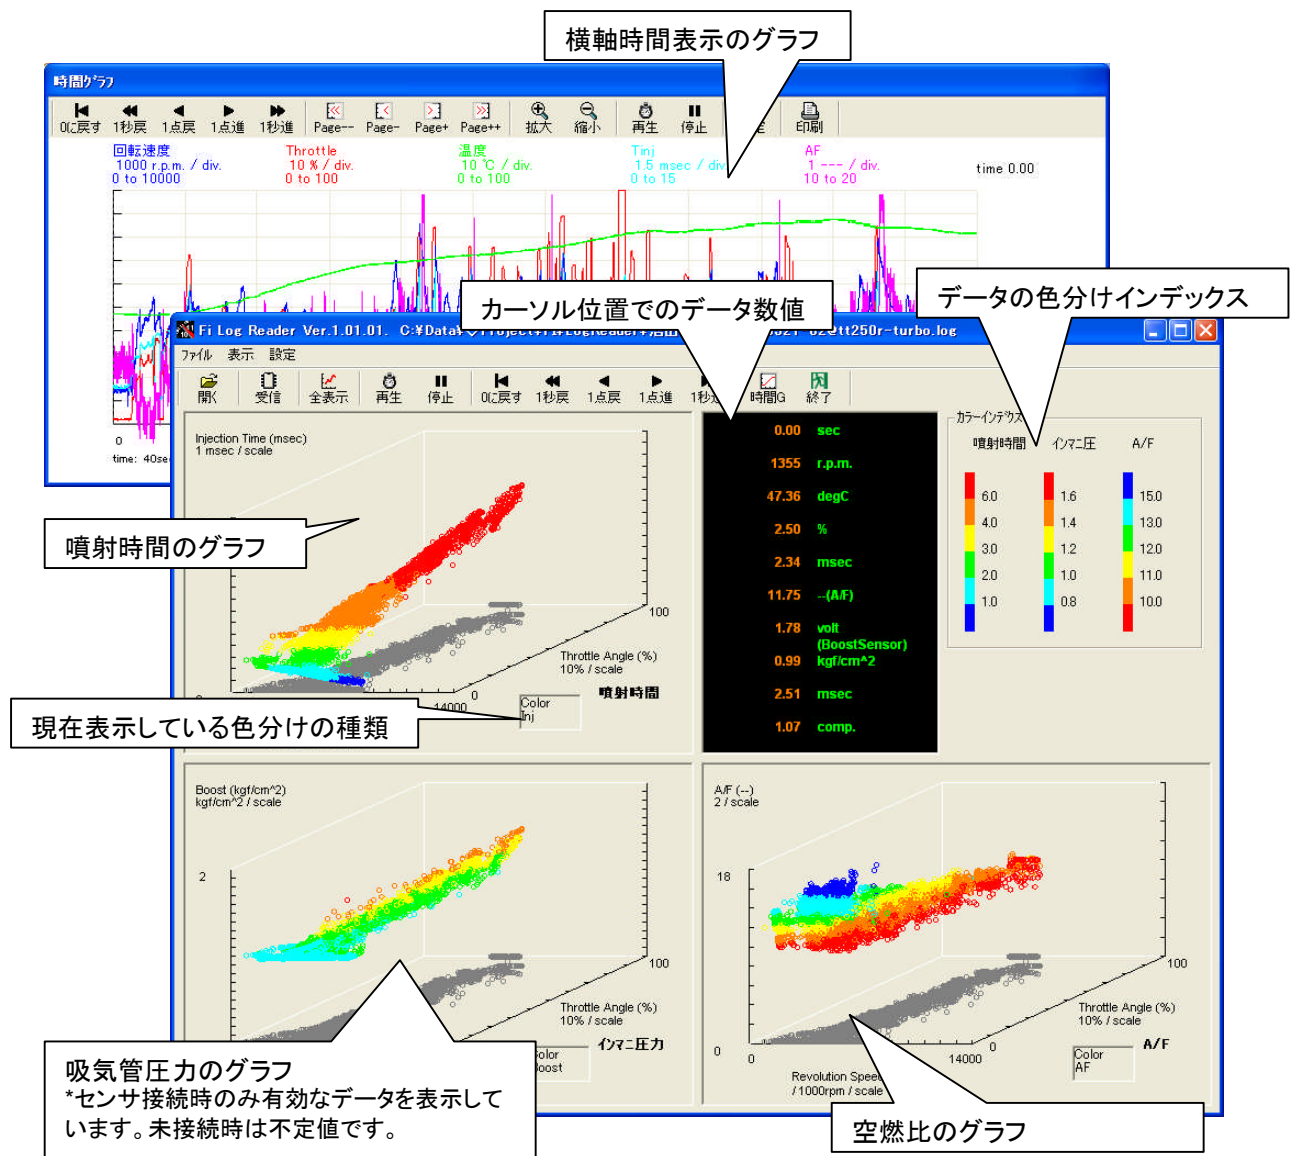 横軸時間表示のグラフ
時間グラフ
0に戻す 1秒戻 1点戻 1点進 1秒進 Page-- Page- Page+ Page++ 拡大 縮小 再生 停止 印刷
回転速度 Throttle 温度 Tinj AF
1000 r.p.m. / div. 10 % / div. 10 ℃ / div. 1.5 msec / div 1 --- / div.
0 to 10000 0 to 100 0 to 100 0 to 15 10 to 20
time 0.00
カーソル位置でのデータ数値
データの色分けインデックス
Fi Log Reader Ver.1.01.01. C:¥Data¥ -02@tt250r-turbo.log
ファイル 表示 設定
開く 受信 全表示 再生 停止 0に戻す 1秒戻 1点戻 1点進 1秒 時間G 終了
0
time: 40se
Injection Time (msec)
1 msec / scale
噴射時間のグラフ
100
Throttle Angle (%)
10% / scale
0
14000
噴射時間
Color
Inj
現在表示している色分けの種類
0.00 sec
1355 r.p.m.
47.36 degC
2.50 %
2.34 msec
11.75 --(A/F)
1.78 volt
(BoostSensor)
0.99 kgf/cm^2
2.51 msec
1.07 comp.
カラーインデックス
噴射時間 インマニ圧 A/F
6.0 1.6 15.0
4.0 1.4 13.0
3.0 1.2 12.0
2.0 1.0 11.0
1.0 0.8 10.0
Boost (kgf/cm^2)
kgf/cm^2 / scale
2
100
Throttle Angle (%)
10% / scale
インマニ圧力
Color
Boost
吸気管圧力のグラフ
*センサ接続時のみ有効なデータを表示して
います。未接続時は不定値です。
A/F (--)
2 / scale
18
100
Throttle Angle (%)
10% / scale
0
0
0
14000
Revolution Speed
/ 1000rpm / scale
Color
AF
A/F
空燃比のグラフ